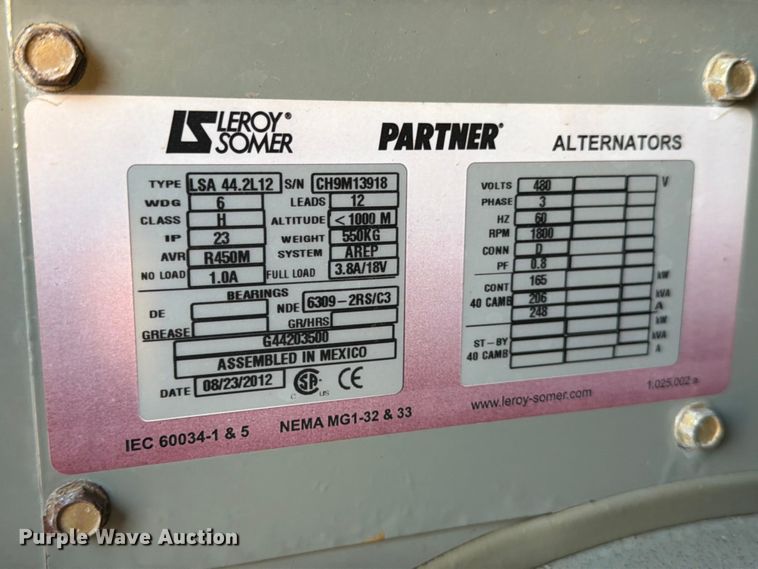 LS LEROY® SOMER PARTNER® ALTERNATORS
TYPE LSA 44.2L12 S/N CH9M13918
WDG 6 LEADS 12
CLASS H ALTITUDE < 1000 M
IP 23 WEIGHT 550KG
AVR R450M SYSTEM AREP
NO LOAD 1.0A FULL LOAD 3.8A/18V
BEARINGS
DE NDE 6309-2RS/C3
GREASE GR/HRS
G44203500
ASSEMBLED IN MEXICO
DATE 08/23/2012 C SA US CE
VOLTS 480 V
PHASE 3
HZ 60
RPM 1800
CONN D
PF 0.8
CONT 165 kW
40 CAMB 206 kVA
248 A
kW
ST-BY kVA
40 CAMB A
IEC 60034-1 & 5 NEMA MG1-32 & 33
www.leroy-somer.com 1.025.002 a
Purple Wave Auction